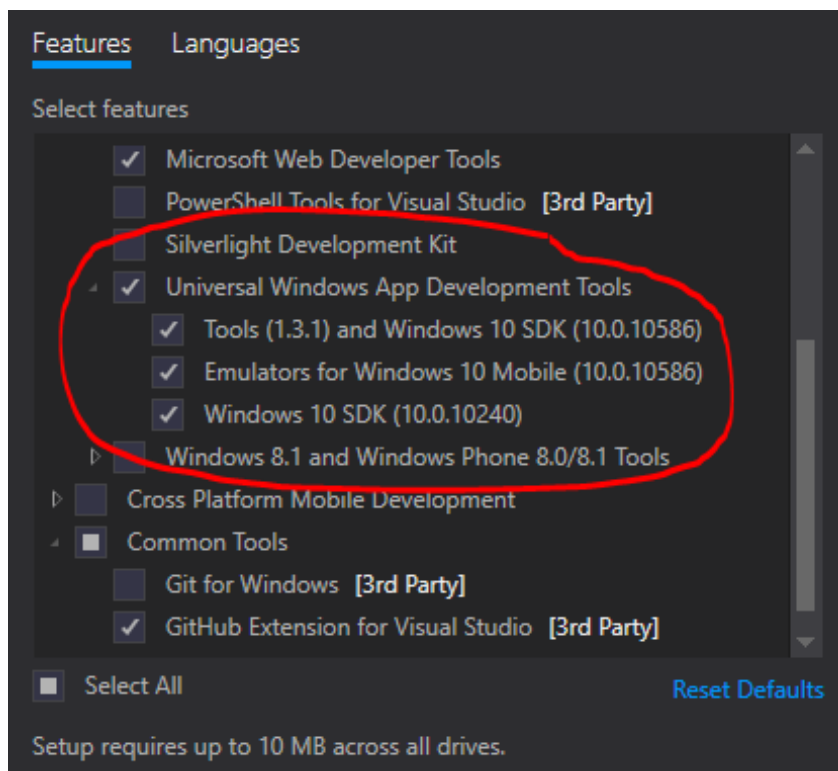 Features Languages
Select features
Microsoft Web Developer Tools
PowerShell Tools for Visual Studio [3rd Party]
Silverlight Development Kit
Universal Windows App Development Tools
Tools (1.3.1) and Windows 10 SDK (10.0.10586)
Emulators for Windows 10 Mobile (10.0.10586)
Windows 10 SDK (10.0.10240)
Windows 8.1 and Windows Phone 8.0/8.1 Tools
Cross Platform Mobile Development
Common Tools
Git for Windows [3rd Party]
GitHub Extension for Visual Studio [3rd Party]
Select All Reset Defaults
Setup requires up to 10 MB across all drives.